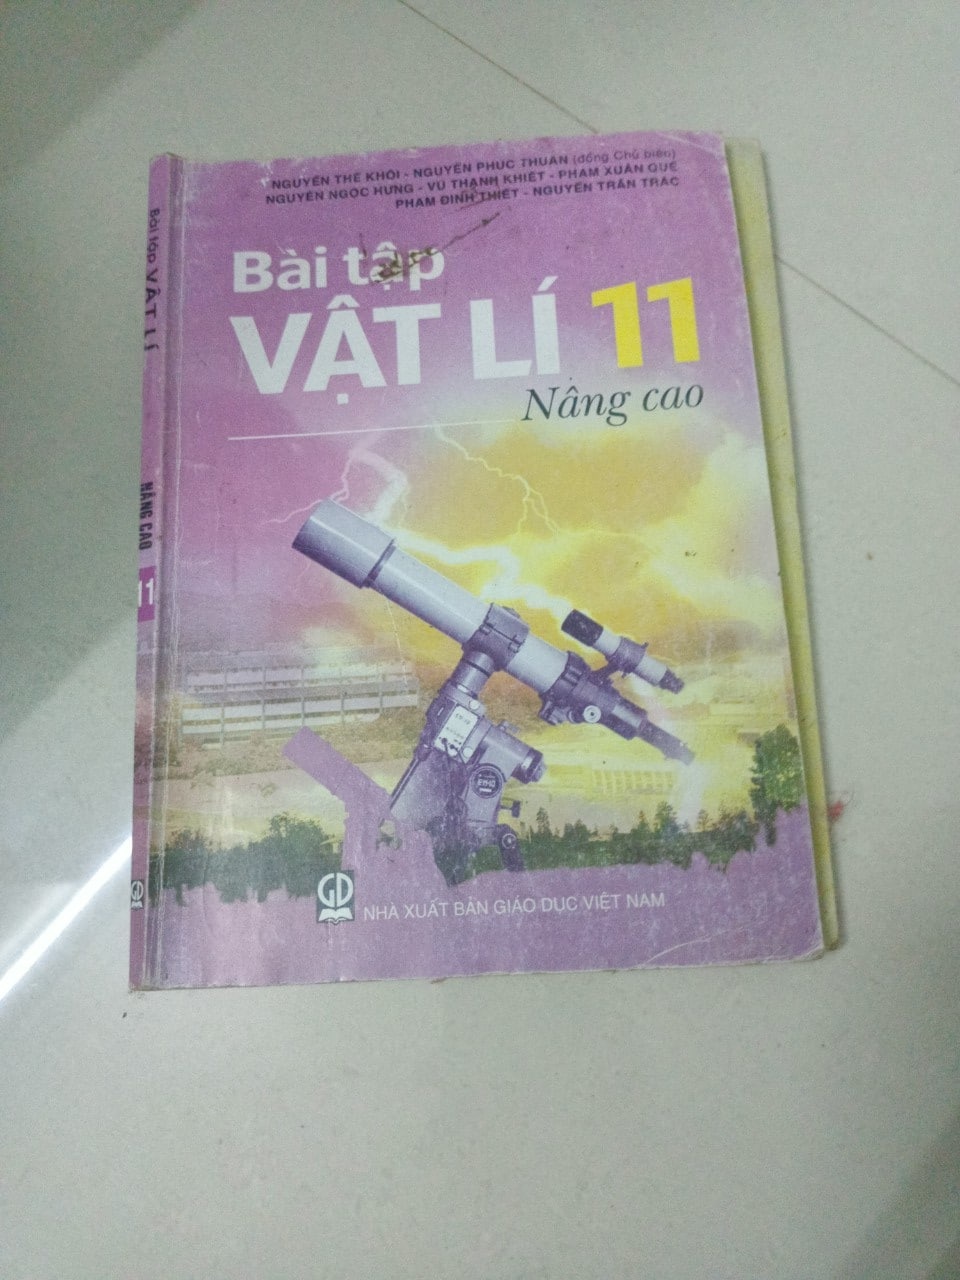 NGUYỄN THẾ KHÔI - NGUYỄN PHÚC THUẦN (đồng Chủ biên)
NGUYỄN NGỌC HƯNG - VŨ THANH KHIẾT - PHẠM XUÂN QUẾ
PHẠM ĐÌNH THIẾT - NGUYỄN TRẦN TRÁC
Bài tập
VẬT LÍ 11
Nâng cao
GD
NHÀ XUẤT BẢN GIÁO DỤC VIỆT NAM
Bài tập VẬT LÍ
NÂNG CAO
11